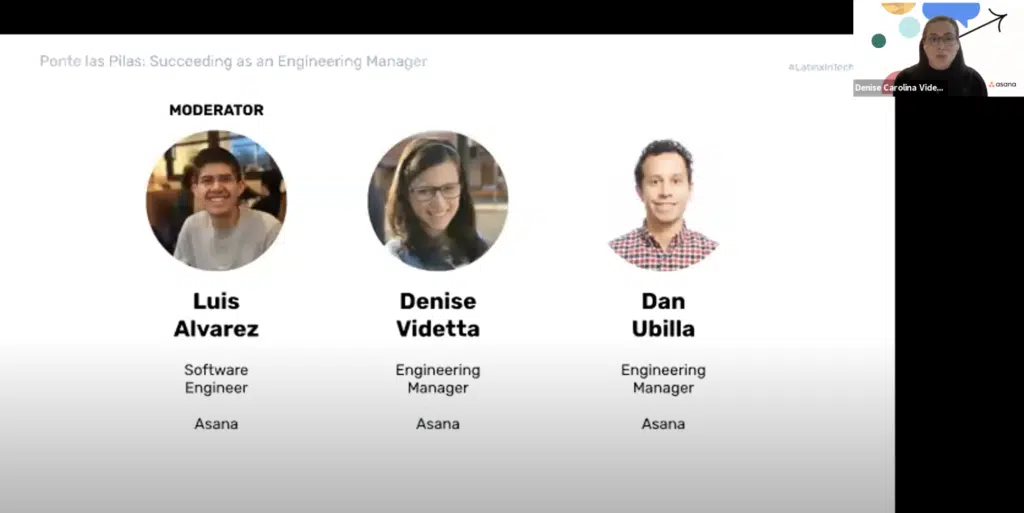 Ponte las Pilas: Succeeding as an Engineering Manager
#LatinxInTech
Denise Carolina Vide...
asana
MODERATOR
Luis
Alvarez
Software
Engineer
Asana
Denise
Videtta
Engineering
Manager
Asana
Dan
Ubilla
Engineering
Manager
Asana